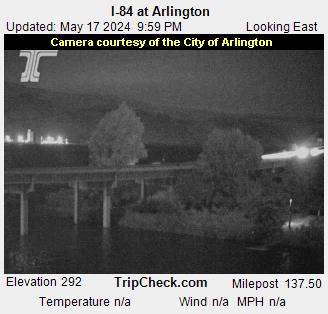 I-84 at Arlington
Updated: May 17 2024 9:59 PM Looking East
Camera courtesy of the City of Arlington
Elevation 292 TripCheck.com Milepost 137.50
Temperature n/a Wind n/a MPH n/a